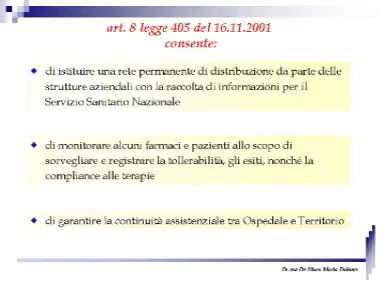 art. 8 legge 405 del 16.11.2001
consente:
di istituire una rete permanente di distribuzione da parte delle
strutture aziendali con la raccolta di informazioni per il
Servizio Sanitario Nazionale
di monitorare alcuni farmaci e pazienti allo scopo di
sorvegliare e registrare la tollerabilità, gli esiti, nonché la
compliance alle terapie
di garantire la continuità assistenziale tra Ospedale e Territorio
Maria Dolores